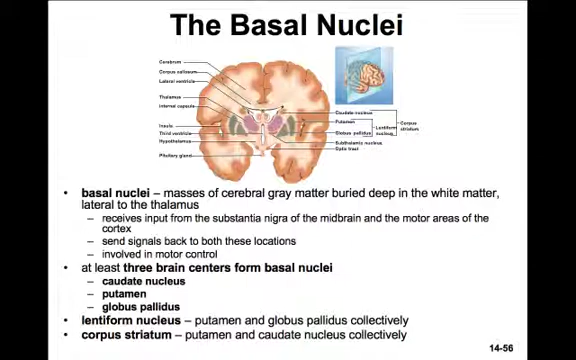 The Basal Nuclei
Cerebrum
Corpus callosum
Lateral ventricle
Thalamus
Internal capsule
Insula
Third ventricle
Hypothalamus
Pituitary gland
Caudate nucleus
Putamen
Globus pallidus
Lentiform nucleus
Corpus striatum
Subthalamic nucleus
Optic tract
• basal nuclei – masses of cerebral gray matter buried deep in the white matter,
lateral to the thalamus
– receives input from the substantia nigra of the midbrain and the motor areas of the
cortex
– send signals back to both these locations
– involved in motor control
• at least three brain centers form basal nuclei
– caudate nucleus
– putamen
– globus pallidus
• lentiform nucleus – putamen and globus pallidus collectively
• corpus striatum – putamen and caudate nucleus collectively
14-56